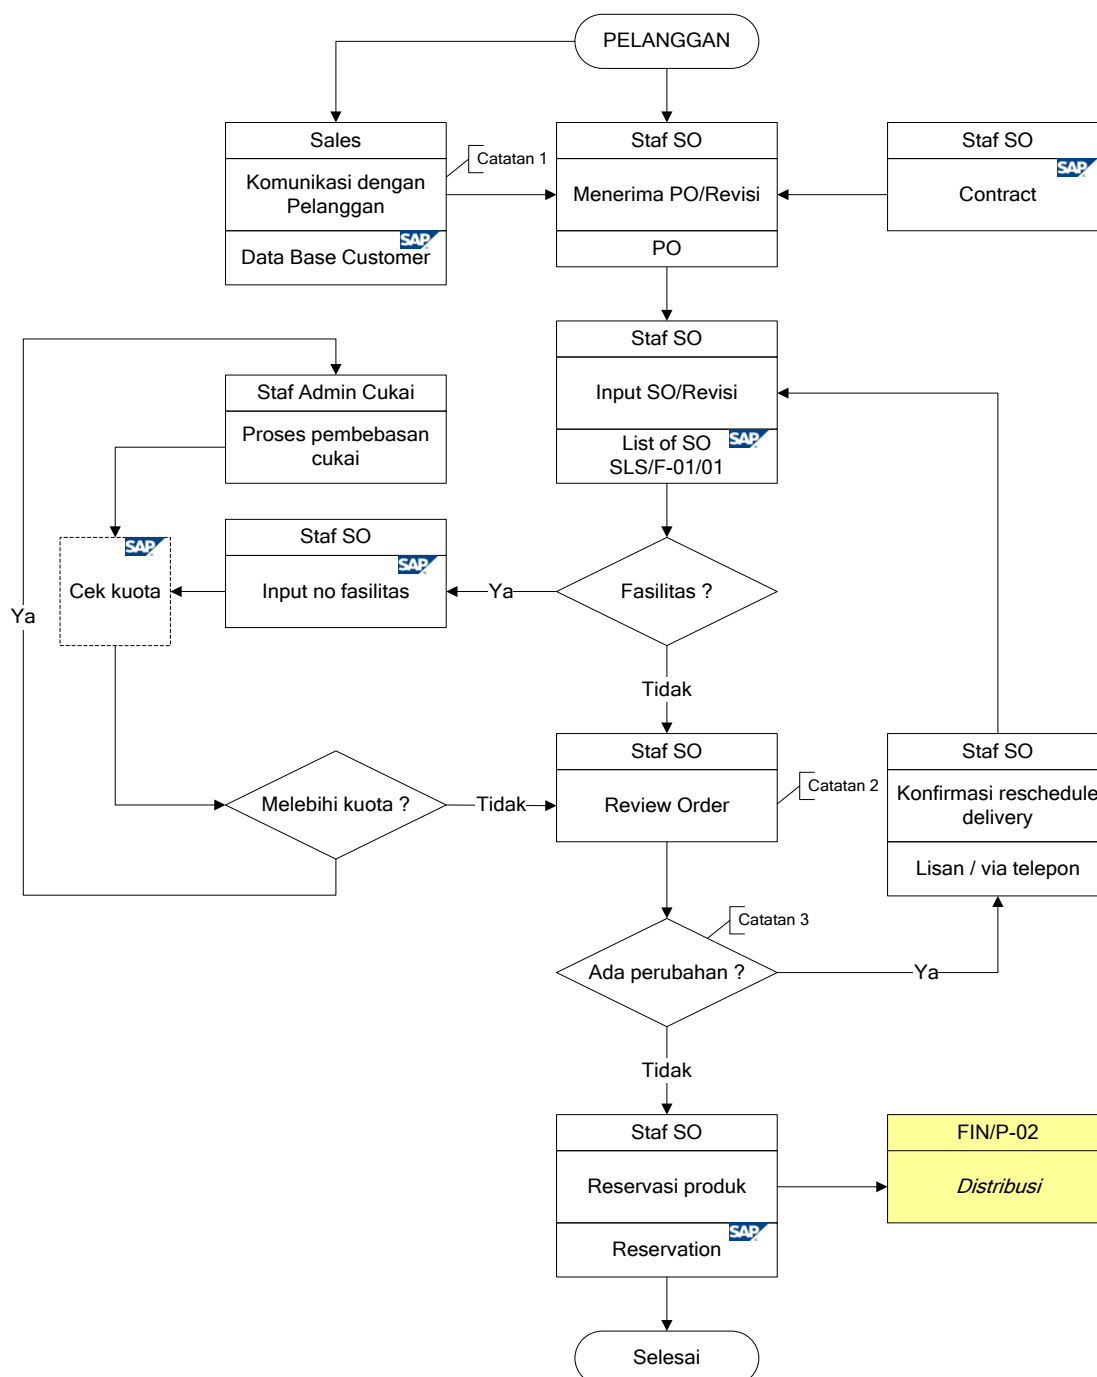 PELANGGAN
Sales
Komunikasi dengan
Pelanggan
SAP
Data Base Customer
Catatan 1
Staf SO
Menerima PO/Revisi
PO
Staf SO
SAP
Contract
Staf SO
Input SO/Revisi
List of SO
SLS/F-01/01
SAP
Staf Admin Cukai
Proses pembebasan
cukai
Staf SO
SAP
Input no fasilitas
SAP
Cek kuota
Ya
Ya
Fasilitas ?
Tidak
Melebihi kuota ?
Tidak
Staf SO
Review Order
Catatan 2
Staf SO
Konfirmasi reschedule
delivery
Lisan / via telepon
Catatan 3
Ada perubahan ?
Ya
Tidak
Staf SO
Reservasi produk
SAP
Reservation
FIN/P-02
Distribusi
Selesai